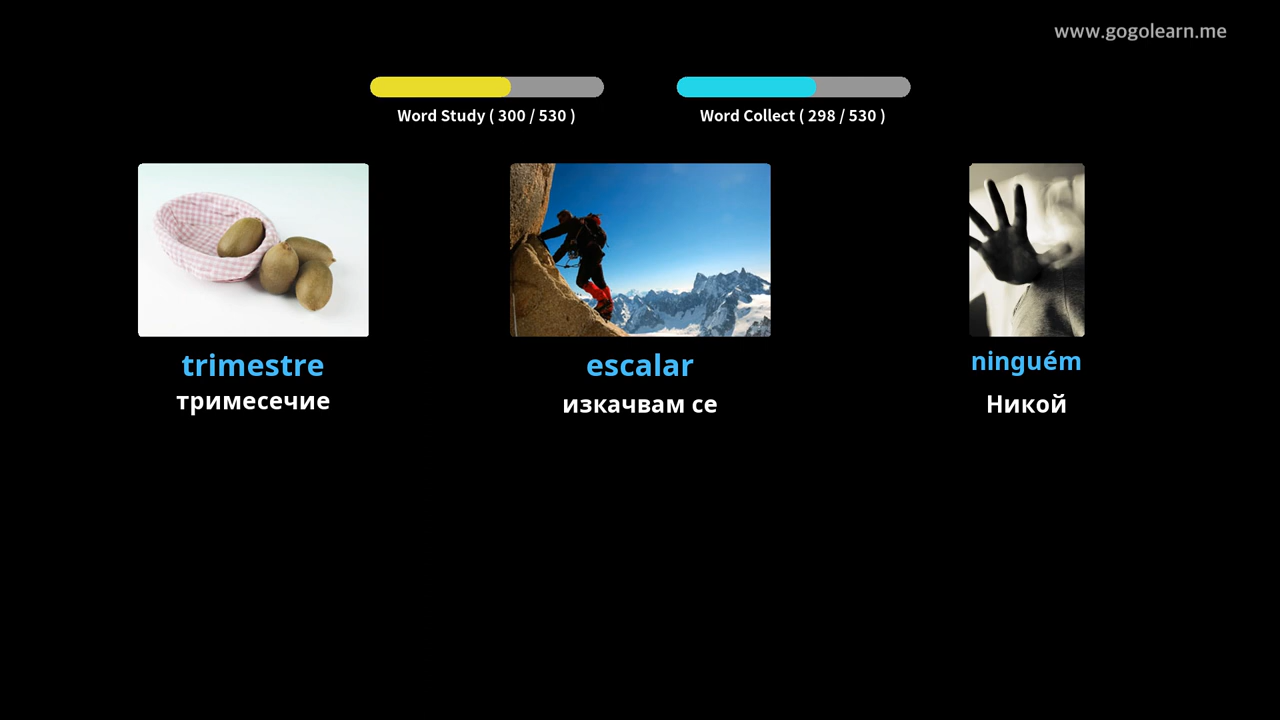 www.gogolearn.me
Word Study ( 300 / 530 )
Word Collect ( 298 / 530 )
trimestre
тримесечие
escalar
изкачвам се
ninguém
Никой